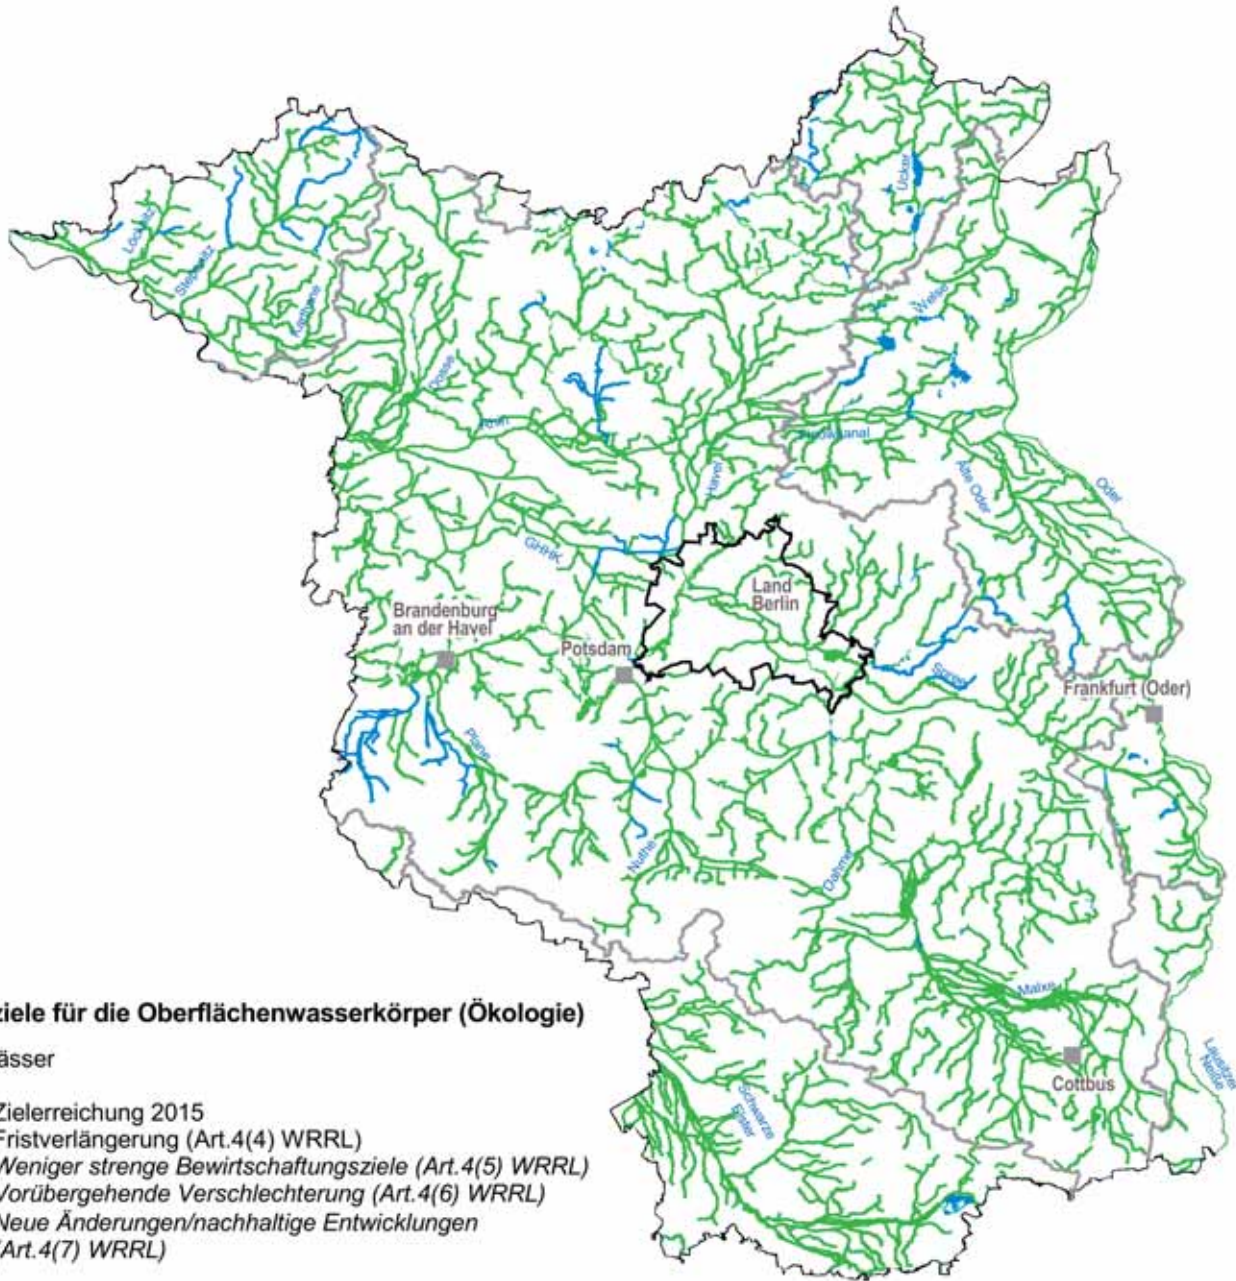 Ucker
Löcknitz
Stepenitz
Karthane
Welse
Dosse
Rhin
Finowkanal
Havel
Alte Oder
Oder
GHHK
Land
Berlin
Brandenburg
an der Havel
Potsdam
Spree
Frankfurt (Oder)
Plane
Nuthe
Dahme
Malxe
Cottbus
Lausitzer
Neiße
Schwarze
Elster
ziele für die Oberflächenwasserkörper (Ökologie)
ässer
Zielerreichung 2015
Fristverlängerung (Art.4(4) WRRL)
Weniger strenge Bewirtschaftungsziele (Art.4(5) WRRL)
Vorübergehende Verschlechterung (Art.4(6) WRRL)
Neue Änderungen/nachhaltige Entwicklungen
(Art.4(7) WRRL)